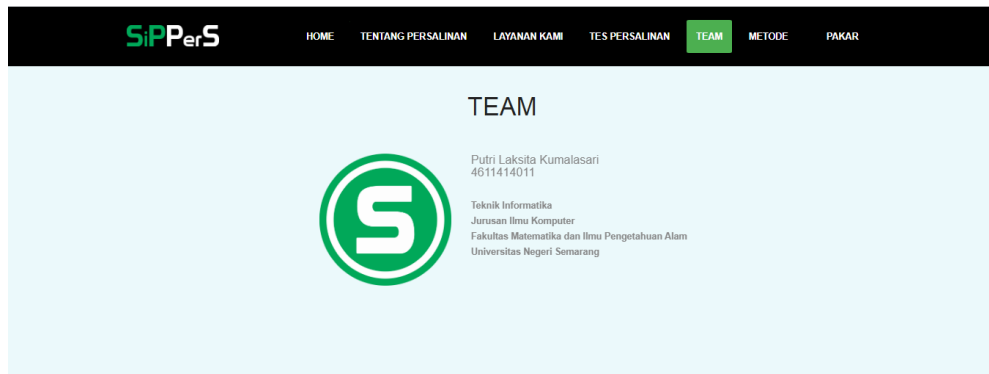 SiPPerS
HOME TENTANG PERSALINAN LAYANAN KAMI TES PERSALINAN TEAM METODE PAKAR
TEAM
Putri Laksita Kumalasari
4611414011
Teknik Informatika
Jurusan Ilmu Komputer
Fakultas Matematika dan Ilmu Pengetahuan Alam
Universitas Negeri Semarang
S